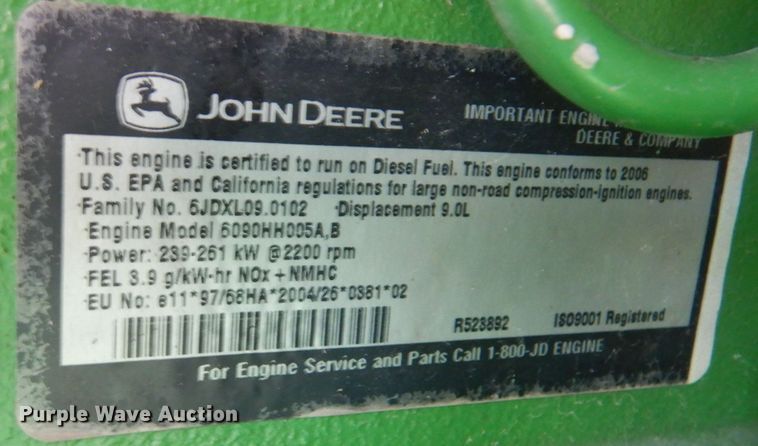 JOHN DEERE
IMPORTANT ENGINE
DEERE & COMPANY
·This engine is certified to run on Diesel Fuel. This engine conforms to 2006
U.S. EPA and California regulations for large non-road compression-ignition engines.
·Family No. 6JDXL09.0102 ·Displacement 9.0L
·Engine Model 6090HH005A,B
·Power: 239-261 kW @ 2200 rpm
·FEL 3.9 g/kW-hr NOx + NMHC
·EU No: e11*97/68HA*2004/26*0381*02
R523892 ISO9001 Registered
For Engine Service and Parts Call 1-800-JD ENGINE
Purple Wave Auction